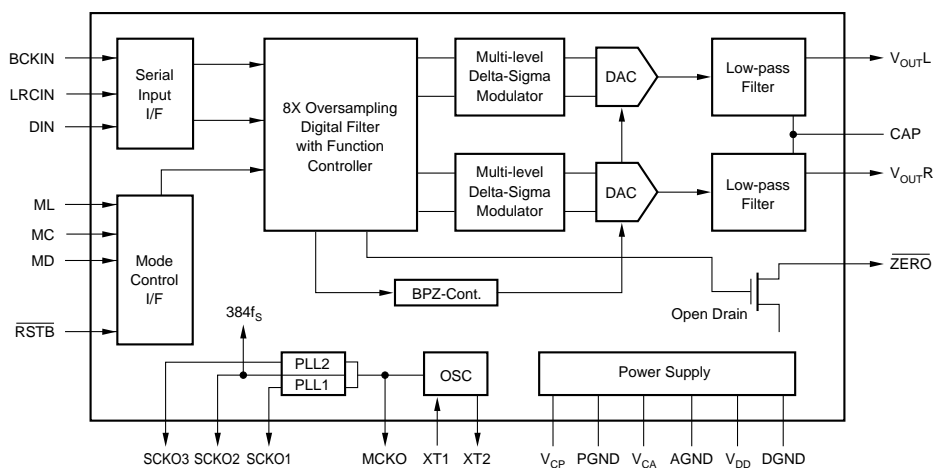 BCKIN
LRCIN
DIN
Serial
Input
I/F
8X Oversampling
Digital Filter
with Function
Controller
Multi-level
Delta-Sigma
Modulator
DAC
Low-pass
Filter
VOUTL
CAP
Multi-level
Delta-Sigma
Modulator
DAC
Low-pass
Filter
VOUTR
ML
MC
MD
RSTB
Mode
Control
I/F
BPZ-Cont.
Open Drain
ZERO
384fS
PLL2
PLL1
OSC
Power Supply
SCKO3
SCKO2
SCKO1
MCKO
XT1
XT2
VCP
PGND
VCA
AGND
VDD
DGND